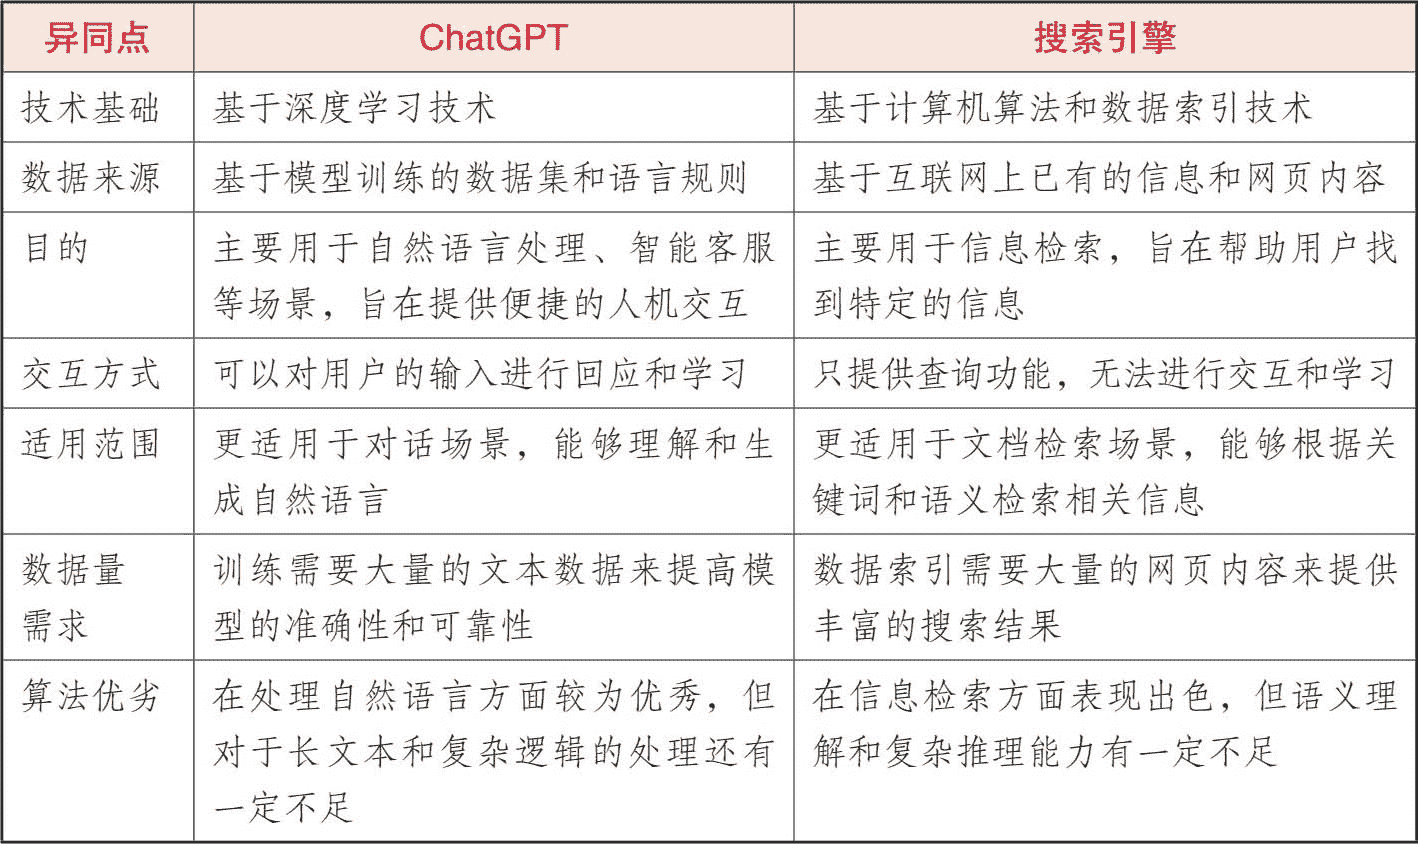 异同点 ChatGPT 搜索引擎
技术基础 基于深度学习技术 基于计算机算法和数据索引技术
数据来源 基于模型训练的数据集和语言规则 基于互联网上已有的信息和网页内容
目的 主要用于自然语言处理、智能客服 主要用于信息检索，旨在帮助用户找
等场景，旨在提供便捷的人机交互 到特定的信息
交互方式 可以对用户的输入进行回应和学习 只提供查询功能，无法进行交互和学习
适用范围 更适用于对话场景，能够理解和生 更适用于文档检索场景，能够根据关
成自然语言 键词和语义检索相关信息
数据量 训练需要大量的文本数据来提高模 数据索引需要大量的网页内容来提供
需求 型的准确性和可靠性 丰富的搜索结果
算法优劣 在处理自然语言方面较为优秀，但 在信息检索方面表现出色，但语义理
对于长文本和复杂逻辑的处理还有 解和复杂推理能力有一定不足
一定不足